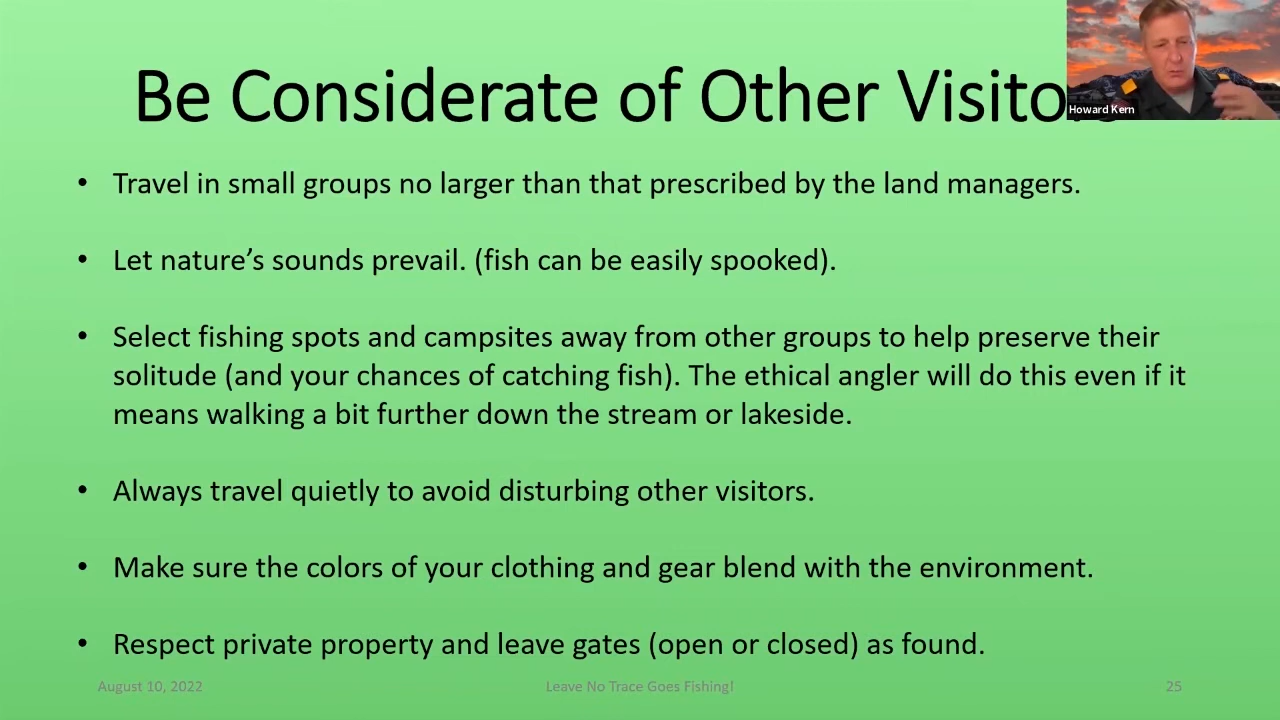 Be Considerate of Other Visitors
Howard Kern
• Travel in small groups no larger than that prescribed by the land managers.
• Let nature’s sounds prevail. (fish can be easily spooked).
• Select fishing spots and campsites away from other groups to help preserve their
solitude (and your chances of catching fish). The ethical angler will do this even if it
means walking a bit further down the stream or lakeside.
• Always travel quietly to avoid disturbing other visitors.
• Make sure the colors of your clothing and gear blend with the environment.
• Respect private property and leave gates (open or closed) as found.
August 10, 2022
Leave No Trace Goes Fishing!
25